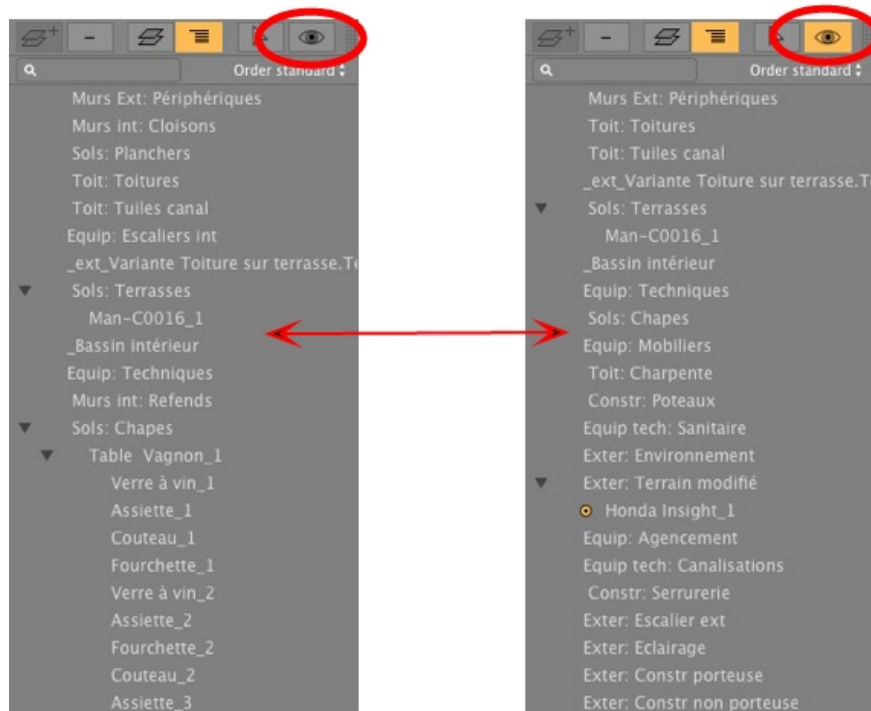 Order standard
Murs Ext: Périphériques
Murs int: Cloisons
Sols: Planchers
Toit: Toitures
Toit: Tuiles canal
Equip: Escaliers int
_ext_Variante Toiture sur terrasse.Te
Sols: Terrasses
Man-C0016_1
_Bassin intérieur
Equip: Techniques
Murs int: Refends
Sols: Chapes
Table Vagnon_1
Verre à vin_1
Assiette_1
Couteau_1
Fourchette_1
Verre à vin_2
Assiette_2
Fourchette_2
Couteau_2
Assiette_3
Order standard
Murs Ext: Périphériques
Toit: Toitures
Toit: Tuiles canal
_ext_Variante Toiture sur terrasse.T
Sols: Terrasses
Man-C0016_1
_Bassin intérieur
Equip: Techniques
Sols: Chapes
Equip: Mobiliers
Toit: Charpente
Constr: Poteaux
Equip tech: Sanitaire
Exter: Environnement
Exter: Terrain modifié
Honda Insight_1
Equip: Agencement
Equip tech: Canalisations
Constr: Serrurerie
Exter: Escalier ext
Exter: Eclairage
Exter: Constr porteuse
Exter: Constr non porteuse